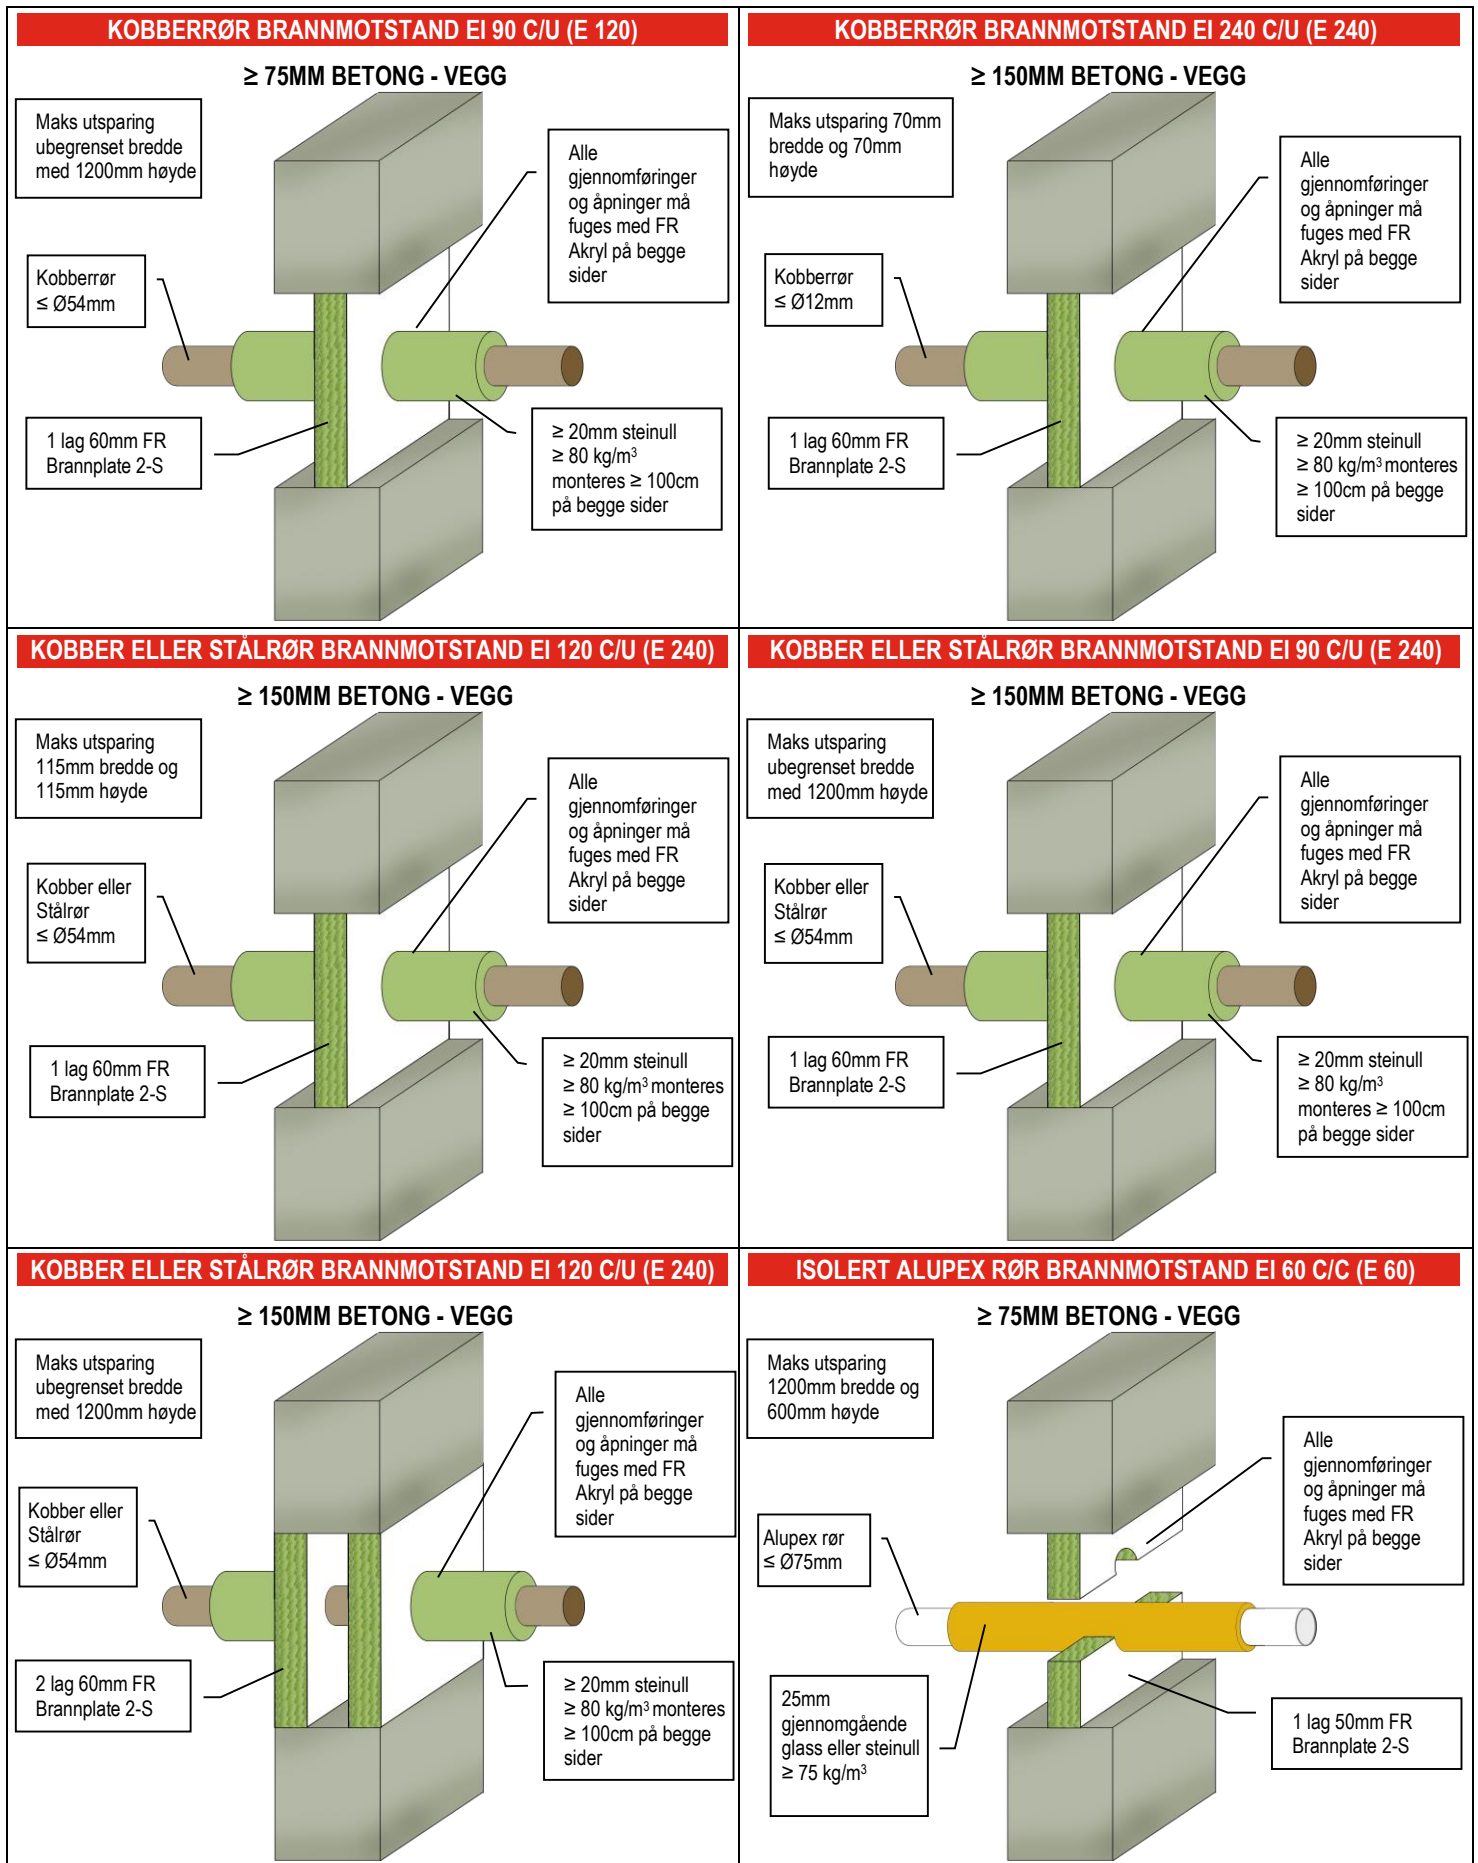 KOBBERRØR BRANNMOTSTAND EI 90 C/U (E 120)
≥ 75MM BETONG - VEGG
Maks utsparing
ubegrenset bredde
med 1200mm høyde
Alle
gjennomføringer
og åpninger må
fuges med FR
Akryl på begge
sider
Kobberrør
≤ Ø54mm
1 lag 60mm FR
Brannplate 2-S
≥ 20mm steinull
≥ 80 kg/m³
monteres ≥ 100cm
på begge sider
KOBBERRØR BRANNMOTSTAND EI 240 C/U (E 240)
≥ 150MM BETONG - VEGG
Maks utsparing 70mm
bredde og 70mm
høyde
Alle
gjennomføringer
og åpninger må
fuges med FR
Akryl på begge
sider
Kobberrør
≤ Ø12mm
1 lag 60mm FR
Brannplate 2-S
≥ 20mm steinull
≥ 80 kg/m³ monteres
≥ 100cm på begge
sider
KOBBER ELLER STÅLRØR BRANNMOTSTAND EI 120 C/U (E 240)
≥ 150MM BETONG - VEGG
Maks utsparing
115mm bredde og
115mm høyde
Alle
gjennomføringer
og åpninger må
fuges med FR
Akryl på begge
sider
Kobber eller
Stålrør
≤ Ø54mm
1 lag 60mm FR
Brannplate 2-S
≥ 20mm steinull
≥ 80 kg/m³ monteres
≥ 100cm på begge
sider
KOBBER ELLER STÅLRØR BRANNMOTSTAND EI 90 C/U (E 240)
≥ 150MM BETONG - VEGG
Maks utsparing
ubegrenset bredde
med 1200mm høyde
Alle
gjennomføringer
og åpninger må
fuges med FR
Akryl på begge
sider
Kobber eller
Stålrør
≤ Ø54mm
1 lag 60mm FR
Brannplate 2-S
≥ 20mm steinull
≥ 80 kg/m³
monteres ≥ 100cm
på begge sider
KOBBER ELLER STÅLRØR BRANNMOTSTAND EI 120 C/U (E 240)
≥ 150MM BETONG - VEGG
Maks utsparing
ubegrenset bredde
med 1200mm høyde
Alle
gjennomføringer
og åpninger må
fuges med FR
Akryl på begge
sider
Kobber eller
Stålrør
≤ Ø54mm
2 lag 60mm FR
Brannplate 2-S
≥ 20mm steinull
≥ 80 kg/m³ monteres
≥ 100cm på begge
sider
ISOLERT ALUPEX RØR BRANNMOTSTAND EI 60 C/C (E 60)
≥ 75MM BETONG - VEGG
Maks utsparing
1200mm bredde og
600mm høyde
Alle
gjennomføringer
og åpninger må
fuges med FR
Akryl på begge
sider
Alupex rør
≤ Ø75mm
25mm
gjennomgående
glass eller steinull
≥ 75 kg/m³
1 lag 50mm FR
Brannplate 2-S